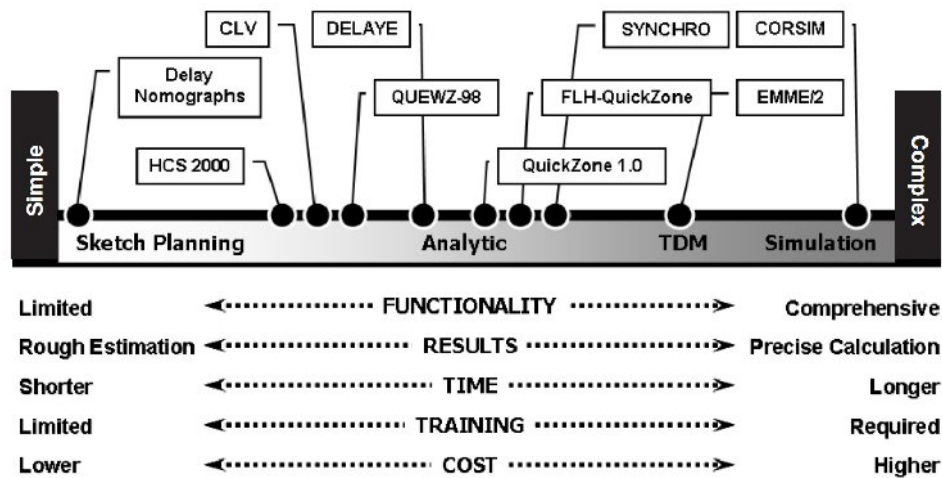 CLV
DELAYE
SYNCHRO
CORSIM
Delay
Nomographs
QUEWZ-98
FLH-QuickZone
EMME/2
HCS 2000
QuickZone 1.0
Simple
Complex
Sketch Planning
Analytic
TDM
Simulation
Limited FUNCTIONALITY Comprehensive
Rough Estimation RESULTS Precise Calculation
Shorter TIME Longer
Limited TRAINING Required
Lower COST Higher